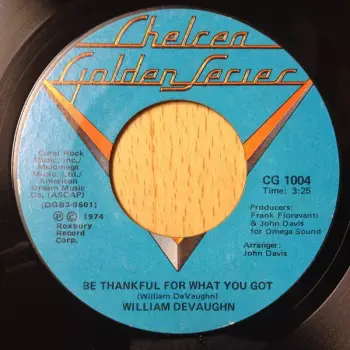 Chelsea
Golden Series
Coral Rock
Music, Inc./
Melomega
Music Ltd./
American
Dream Music
Co. (ASCAP)
(DGB3-0601)
Ⓟ © 1974
Roxbury
Record
Corp.
CG 1004
Time: 3:25
Producers:
Frank Fioravanti
& John Davis
for Omega Sound
Arranger:
John Davis
BE THANKFUL FOR WHAT YOU GOT
(William DeVaughn)
WILLIAM DEVAUGHN